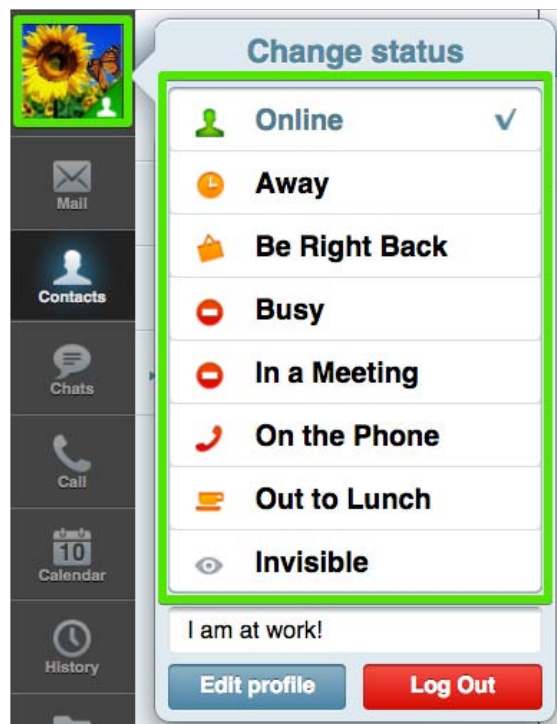 Change status
Online
Away
Be Right Back
Busy
In a Meeting
On the Phone
Out to Lunch
Invisible
I am at work!
Edit profile
Log Out
Mail
Contacts
Chats
Call
10
Calendar
History